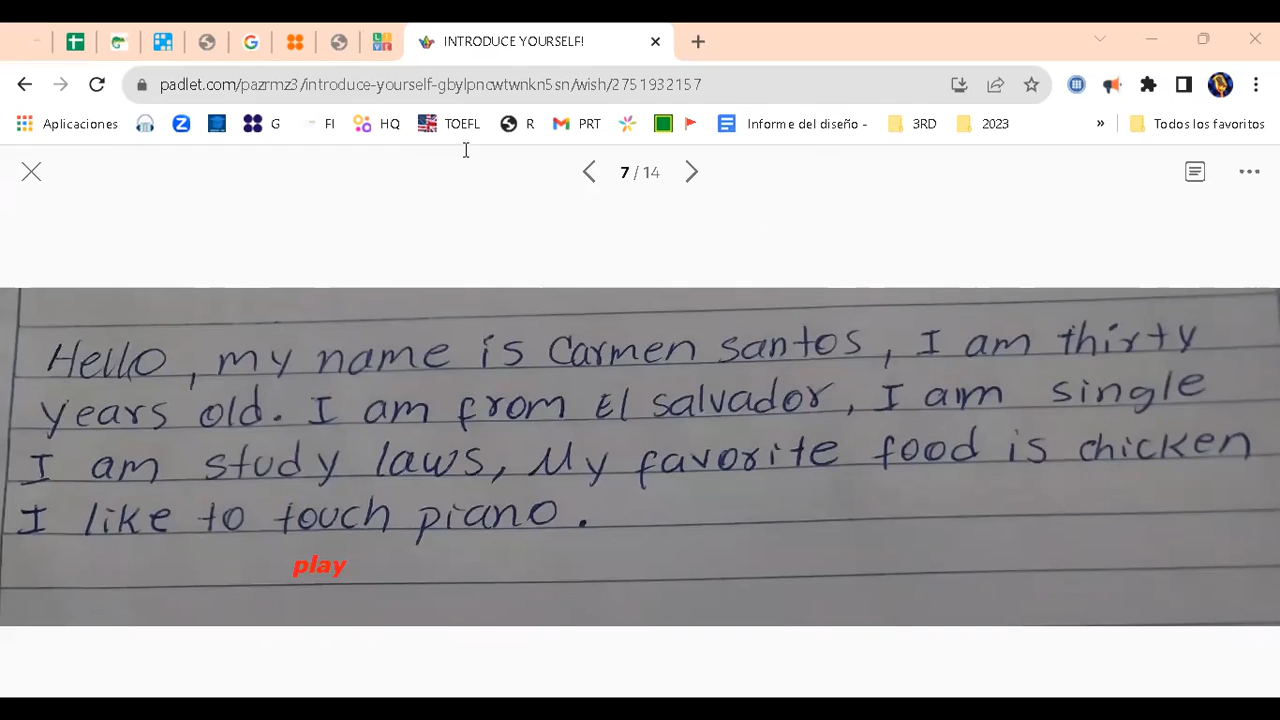 INTRODUCE YOURSELF!
padlet.com/pazrmz3/introduce-yourself-gbylpncwtwnkn5sn/wish/2751932157
Aplicaciones G FI HQ TOEFL R PRT Informe del diseño - 3RD 2023 » Todos los favoritos
7 / 14
Hello, my name is Carmen santos, I am thirty
years old. I am from El salvador, I am single
I am study laws, My favorite food is chicken
I like to touch piano.
play